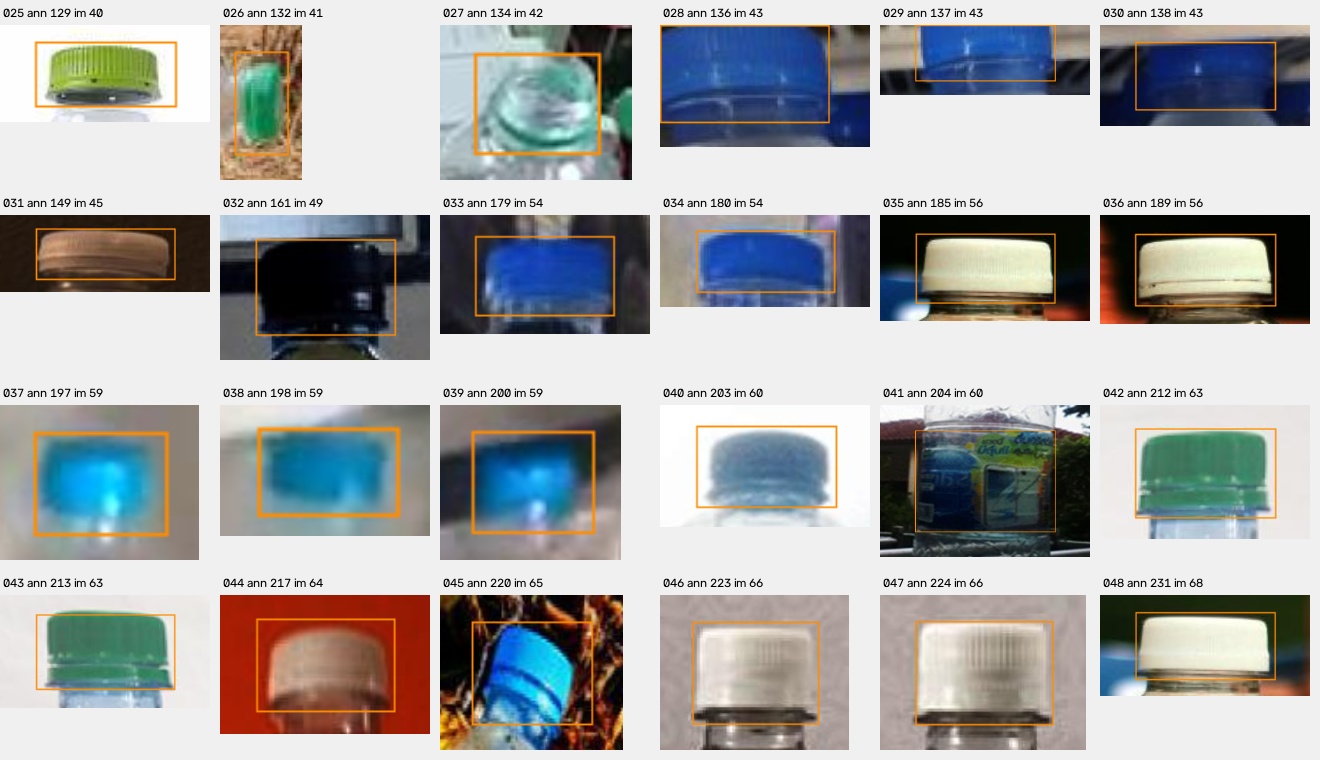 025 ann 129 im 40
026 ann 132 im 41
027 ann 134 im 42
028 ann 136 im 43
029 ann 137 im 43
030 ann 138 im 43
031 ann 149 im 45
032 ann 161 im 49
033 ann 179 im 54
034 ann 180 im 54
035 ann 185 im 56
036 ann 189 im 56
037 ann 197 im 59
038 ann 198 im 59
039 ann 200 im 59
040 ann 203 im 60
041 ann 204 im 60
042 ann 212 im 63
043 ann 213 im 63
044 ann 217 im 64
045 ann 220 im 65
046 ann 223 im 66
047 ann 224 im 66
048 ann 231 im 68